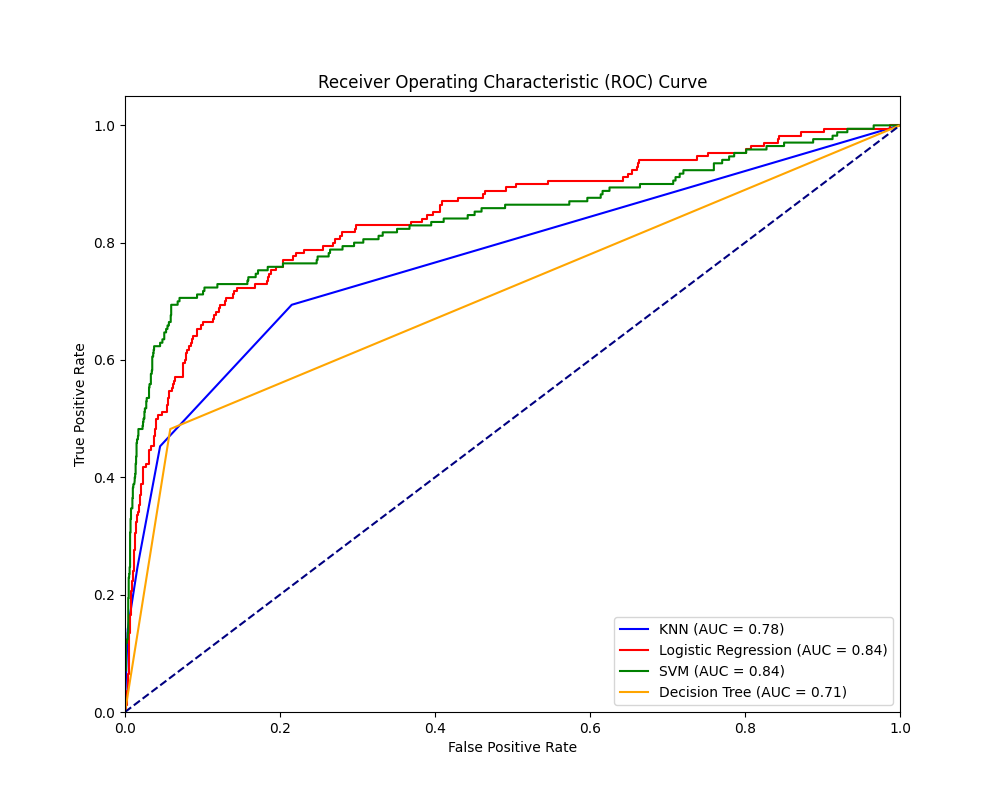 Receiver Operating Characteristic (ROC) Curve
1.0
0.8
0.6
0.4
0.2
0.0
True Positive Rate
0.0 0.2 0.4 0.6 0.8 1.0
False Positive Rate
KNN (AUC = 0.78)
Logistic Regression (AUC = 0.84)
SVM (AUC = 0.84)
Decision Tree (AUC = 0.71)